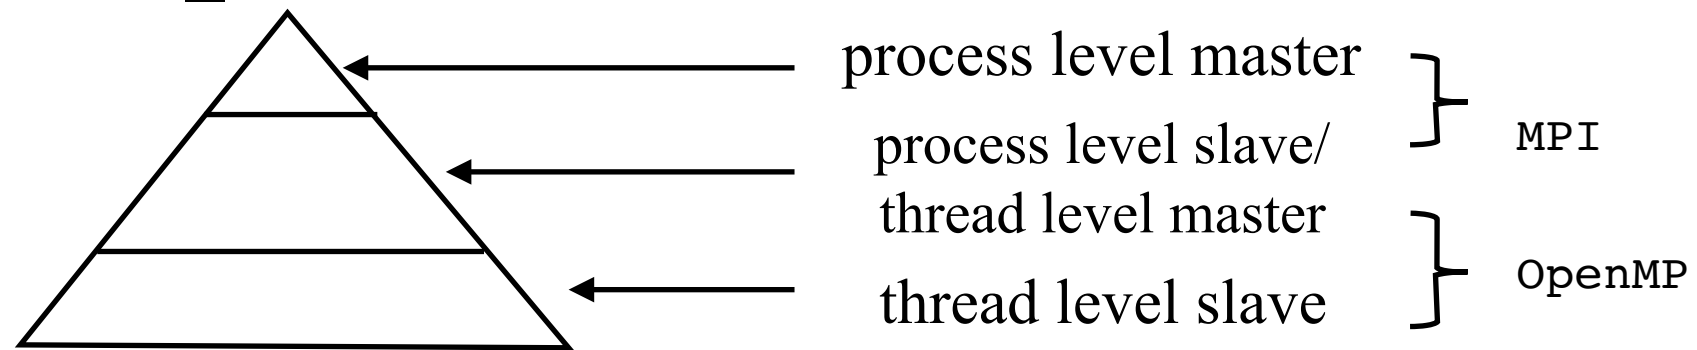 process level master
process level slave/
MPI
thread level master
OpenMP
thread level slave